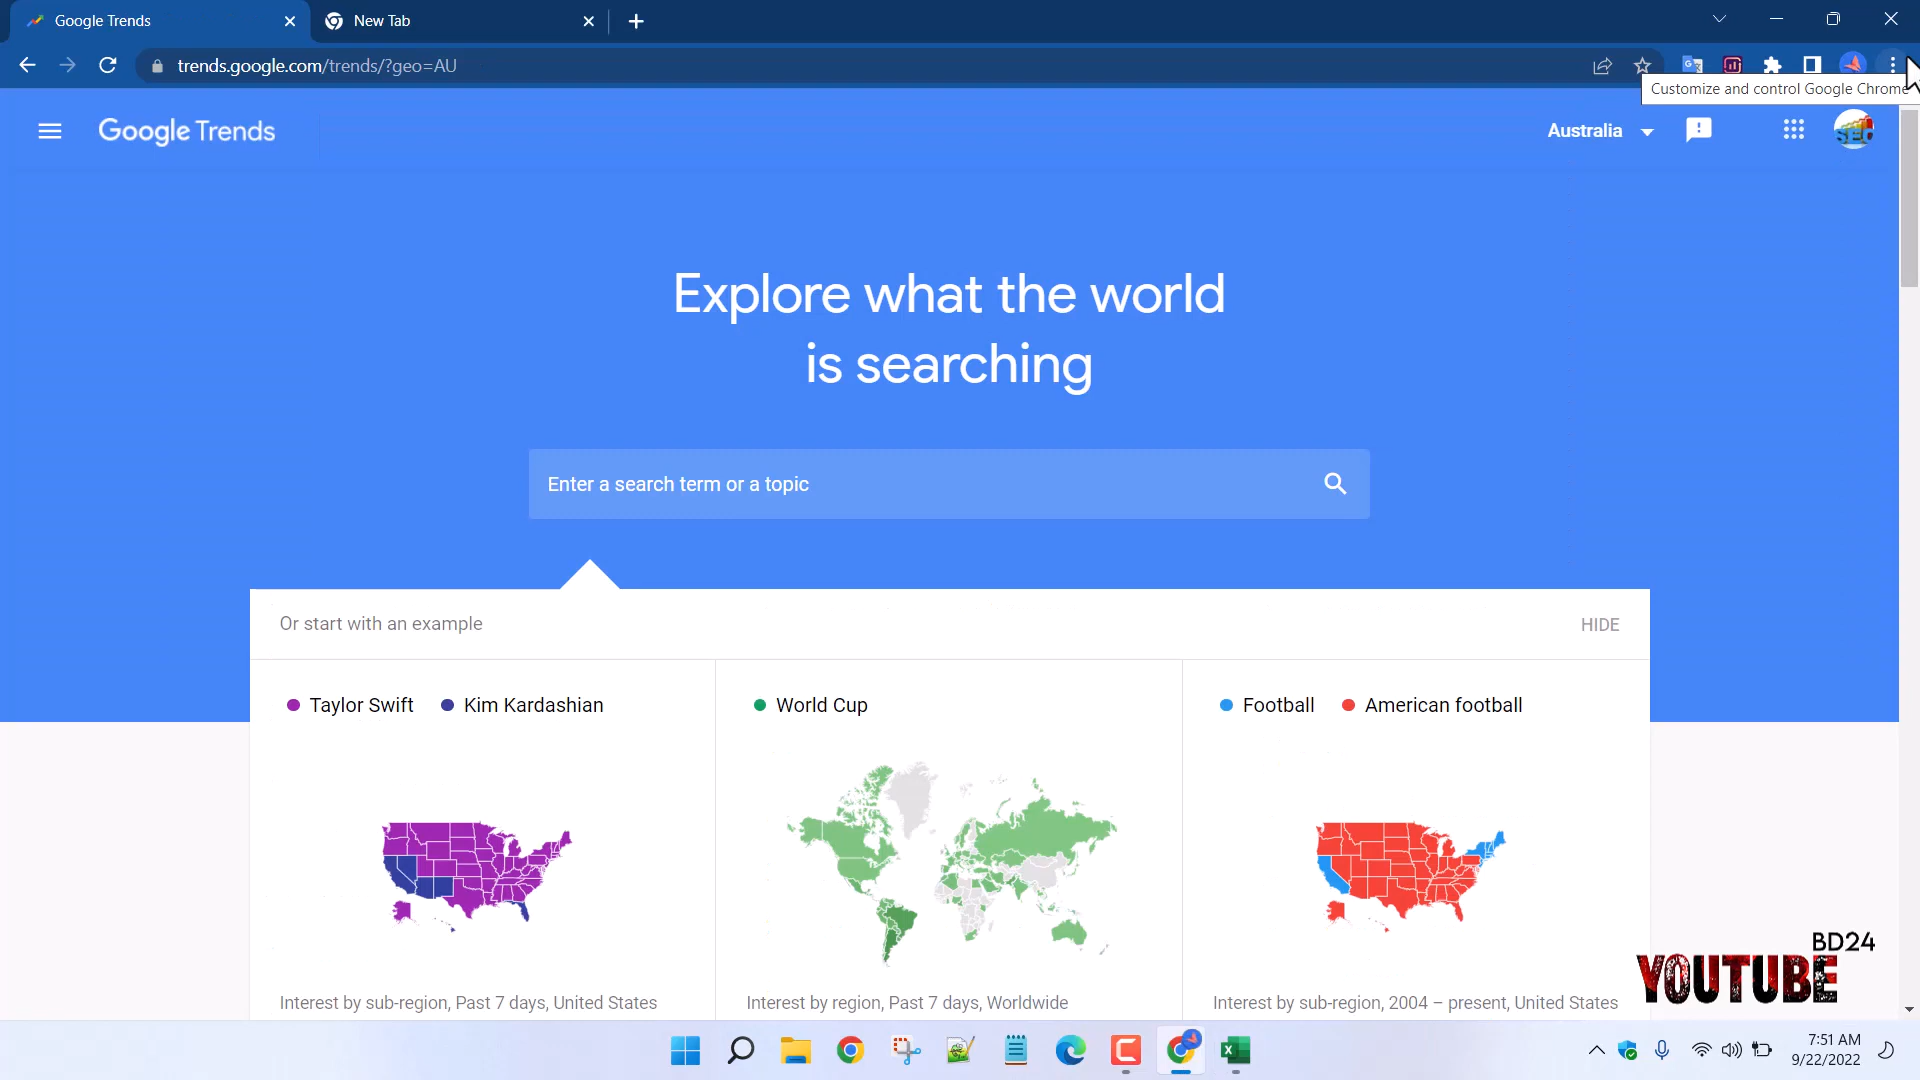 Google Trends
New Tab
trends.google.com/trends/?geo=AU
Customize and control Google Chrome
Google Trends
Australia
SEO
Explore what the world
is searching
Enter a search term or a topic
Or start with an example
HIDE
Taylor Swift
Kim Kardashian
World Cup
Football
American football
Interest by sub-region, Past 7 days, United States
Interest by region, Past 7 days, Worldwide
Interest by sub-region, 2004 – present, United States
BD24
YOUTUBE
7:51 AM
9/22/2022